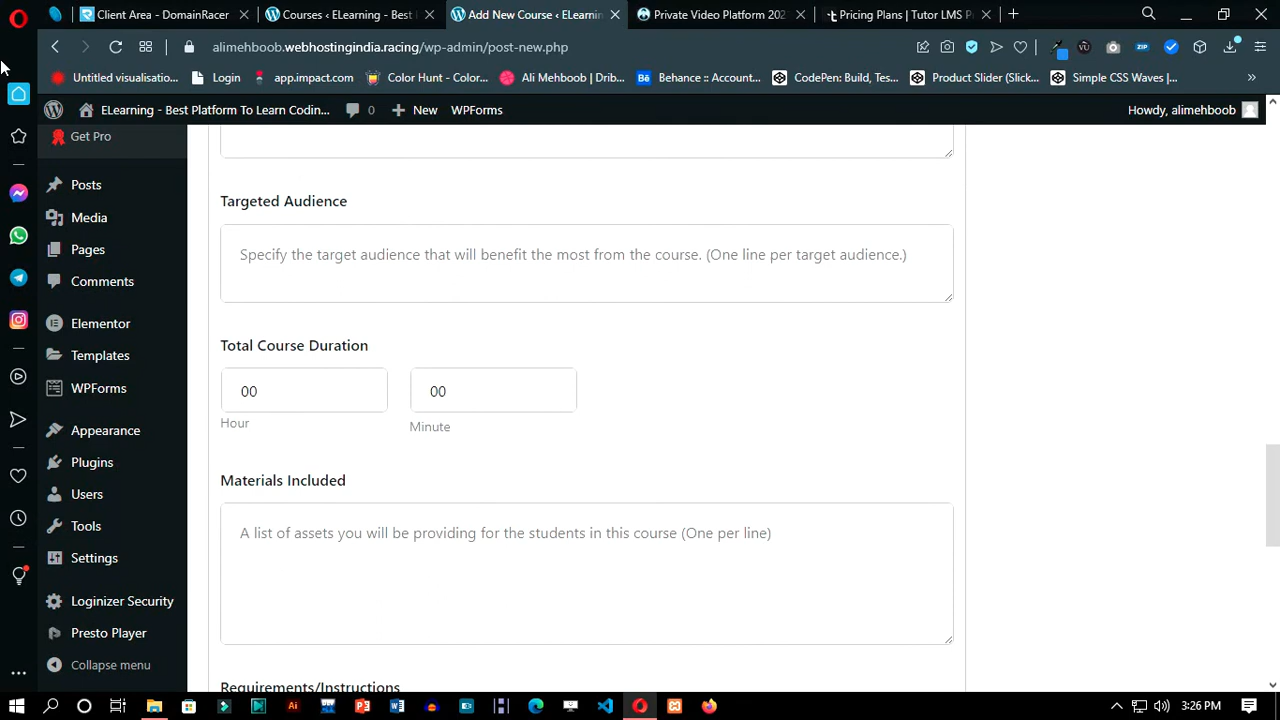 Client Area - DomainRacer
Courses ‹ ELearning - Best
Add New Course ‹ ELearnin
Private Video Platform 202
Pricing Plans | Tutor LMS P
alimehboob.webhostingindia.racing/wp-admin/post-new.php
Untitled visualisatio...
Login
app.impact.com
Color Hunt - Color...
Ali Mehboob | Drib...
Behance :: Account...
CodePen: Build, Tes...
Product Slider (Slick...
Simple CSS Waves |...
ELearning - Best Platform To Learn Codin...
0
New
WPForms
Howdy, alimehboob
Get Pro
Posts
Media
Pages
Comments
Elementor
Templates
WPForms
Appearance
Plugins
Users
Tools
Settings
Loginizer Security
Presto Player
Collapse menu
Targeted Audience
Specify the target audience that will benefit the most from the course. (One line per target audience.)
Total Course Duration
00
00
Hour
Minute
Materials Included
A list of assets you will be providing for the students in this course (One per line)
Requirements/Instructions
3:26 PM